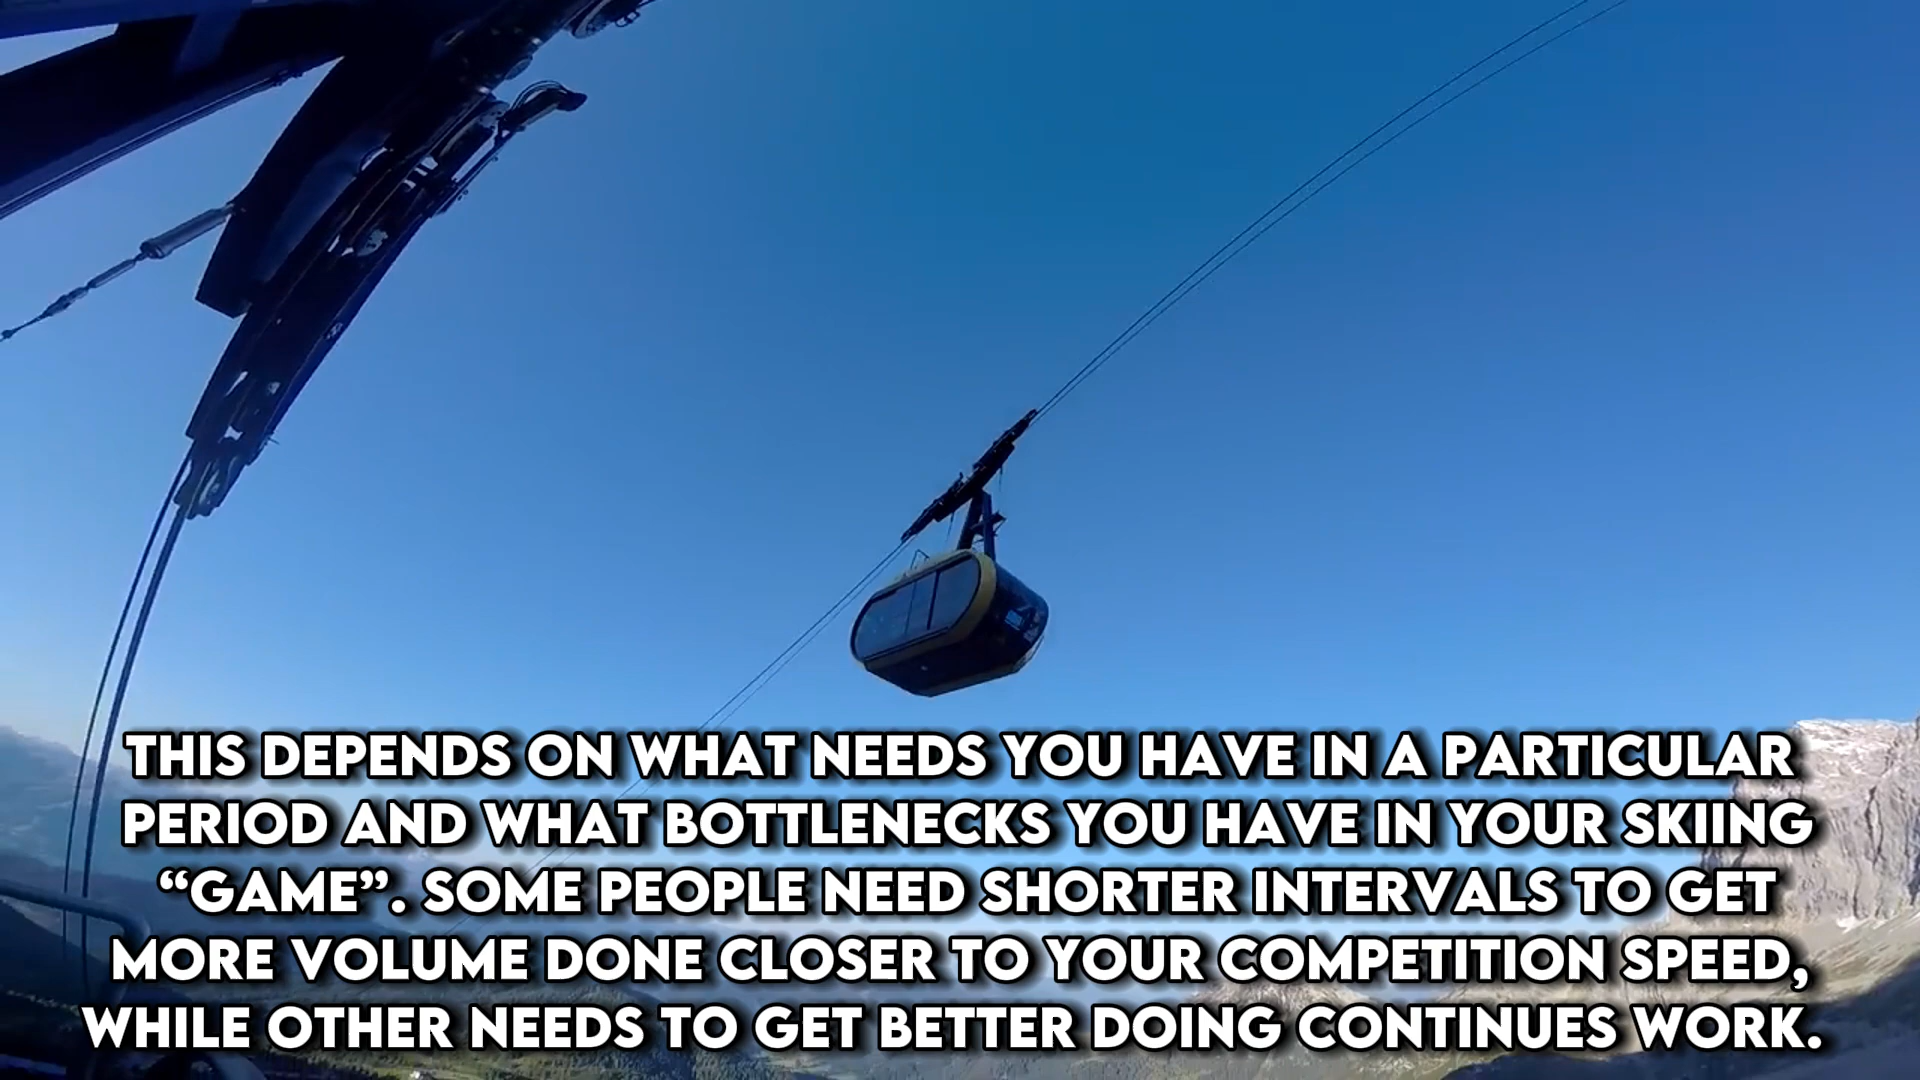 THIS DEPENDS ON WHAT NEEDS YOU HAVE IN A PARTICULAR
PERIOD AND WHAT BOTTLENECKS YOU HAVE IN YOUR SKIING
“GAME”. SOME PEOPLE NEED SHORTER INTERVALS TO GET
MORE VOLUME DONE CLOSER TO YOUR COMPETITION SPEED,
WHILE OTHER NEEDS TO GET BETTER DOING CONTINUES WORK.